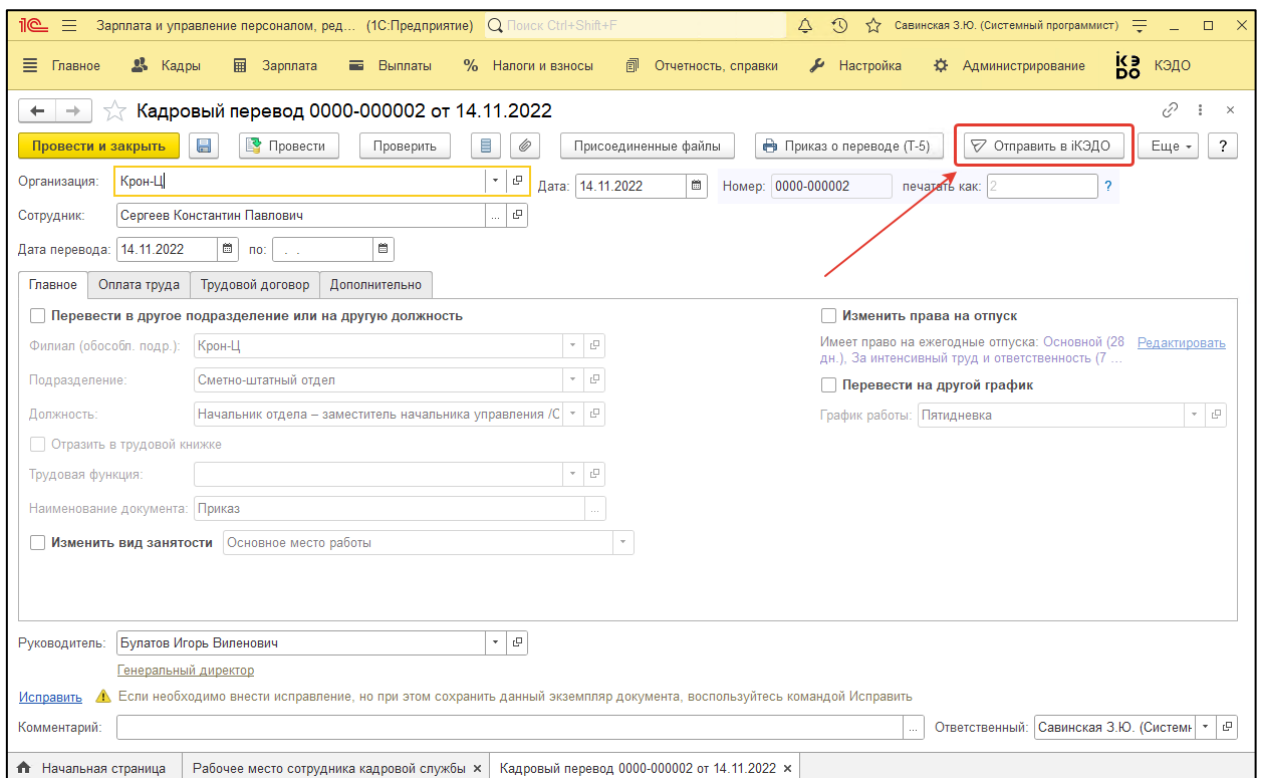 Зарплата и управление персоналом, ред... (1С:Предприятие) Поиск Ctrl+Shift+F Савинская З.Ю. (Системный программист)
Главное Кадры Зарплата Выплаты % Налоги и взносы Отчетность, справки Настройка Администрирование iКЭDO КЭДО
Кадровый перевод 0000-000002 от 14.11.2022
Провести и закрыть Провести Проверить Присоединенные файлы Приказ о переводе (Т-5) Отправить в iКЭДО Еще ?
Организация: Крон-Ц Дата: 14.11.2022 Номер: 0000-000002 печатать как: 2 ?
Сотрудник: Сергеев Константин Павлович ...
Дата перевода: 14.11.2022 по: . .
Главное Оплата труда Трудовой договор Дополнительно
Перевести в другое подразделение или на другую должность Изменить права на отпуск
Филиал (обособл. подр.): Крон-Ц Имеет право на ежегодные отпуска: Основной (28 Редактировать
дн.), За интенсивный труд и ответственность (7 ...
Подразделение: Сметно-штатный отдел Перевести на другой график
Должность: Начальник отдела – заместитель начальника управления /С График работы: Пятидневка
Отразить в трудовой книжке
Трудовая функция:
Наименование документа: Приказ ...
Изменить вид занятости Основное место работы
Руководитель: Булатов Игорь Виленович
Генеральный директор
Исправить Если необходимо внести исправление, но при этом сохранить данный экземпляр документа, воспользуйтесь командой Исправить
Комментарий: ... Ответственный: Савинская З.Ю. (Системн
Начальная страница Рабочее место сотрудника кадровой службы × Кадровый перевод 0000-000002 от 14.11.2022 ×